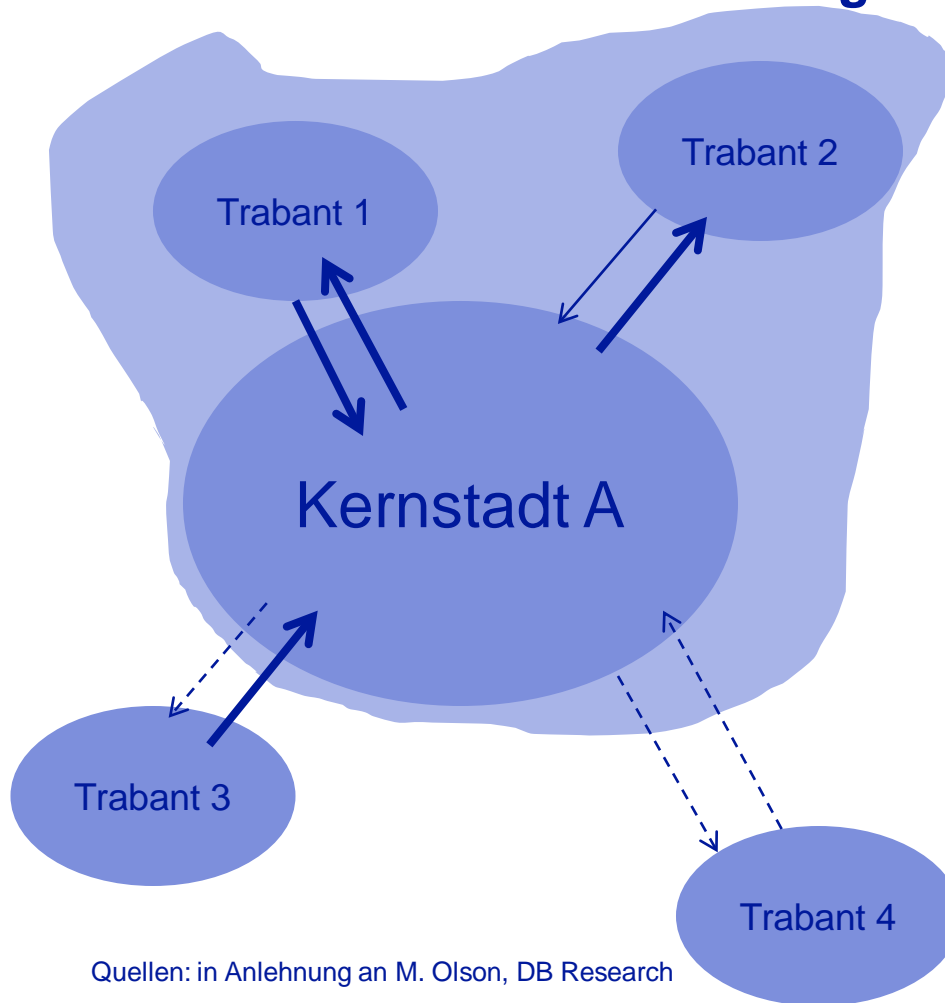 Trabant 2
Trabant 1
Kernstadt A
Trabant 3
Trabant 4
Quellen: in Anlehnung an M. Olson, DB Research